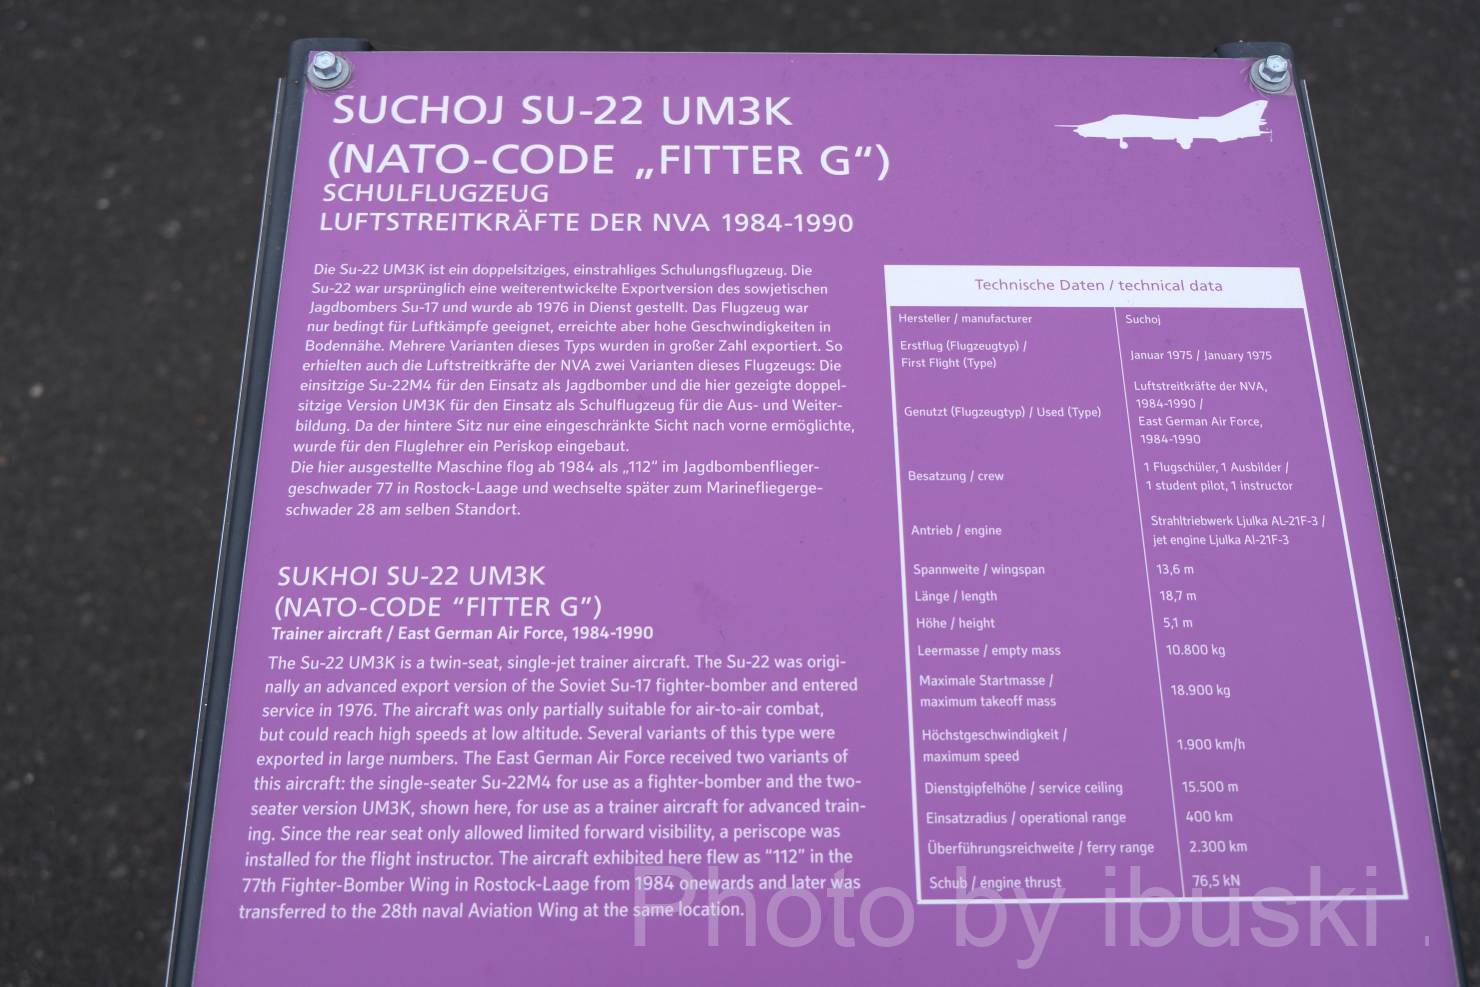 SUCHOJ SU-22 UM3K
(NATO-CODE „FITTER G“)
SCHULFLUGZEUG
LUFTSTREITKRÄFTE DER NVA 1984-1990
Die Su-22 UM3K ist ein doppelsitziges, einstrahliges Schulungsflugzeug. Die
Su-22 war ursprünglich eine weiterentwickelte Exportversion des sowjetischen
Jagdbombers Su-17 und wurde ab 1976 in Dienst gestellt. Das Flugzeug war
nur bedingt für Luftkämpfe geeignet, erreichte aber hohe Geschwindigkeiten in
Bodennähe. Mehrere Varianten dieses Typs wurden in großer Zahl exportiert. So
erhielten auch die Luftstreitkräfte der NVA zwei Varianten dieses Flugzeugs: Die
einsitzige Su-22M4 für den Einsatz als Jagdbomber und die hier gezeigte doppel-
sitzige Version UM3K für den Einsatz als Schulflugzeug für die Aus- und Weiter-
bildung. Da der hintere Sitz nur eine eingeschränkte Sicht nach vorne ermöglichte,
wurde für den Fluglehrer ein Periskop eingebaut.
Die hier ausgestellte Maschine flog ab 1984 als „112“ im Jagdbombenflieger-
geschwader 77 in Rostock-Laage und wechselte später zum Marinefliegerge-
schwader 28 am selben Standort.
SUKHOI SU-22 UM3K
(NATO-CODE “FITTER G”)
Trainer aircraft / East German Air Force, 1984-1990
The Su-22 UM3K is a twin-seat, single-jet trainer aircraft. The Su-22 was origi-
nally an advanced export version of the Soviet Su-17 fighter-bomber and entered
service in 1976. The aircraft was only partially suitable for air-to-air combat,
but could reach high speeds at low altitude. Several variants of this type were
exported in large numbers. The East German Air Force received two variants of
this aircraft: the single-seater Su-22M4 for use as a fighter-bomber and the two-
seater version UM3K, shown here, for use as a trainer aircraft for advanced train-
ing. Since the rear seat only allowed limited forward visibility, a periscope was
installed for the flight instructor. The aircraft exhibited here flew as “112” in the
77th Fighter-Bomber Wing in Rostock-Laage from 1984 onewards and later was
transferred to the 28th naval Aviation Wing at the same location.
Technische Daten / technical data
Hersteller / manufacturer
Suchoj
Erstflug (Flugzeugtyp) /
First Flight (Type)
Januar 1975 / January 1975
Genutzt (Flugzeugtyp) / Used (Type)
Luftstreitkräfte der NVA,
1984-1990 /
East German Air Force,
1984-1990
Besatzung / crew
1 Flugschüler, 1 Ausbilder /
1 student pilot, 1 instructor
Antrieb / engine
Strahltriebwerk Ljulka AL-21F-3 /
jet engine Ljulka Al-21F-3
Spannweite / wingspan
13,6 m
Länge / length
18,7 m
Höhe / height
5,1 m
Leermasse / empty mass
10.800 kg
Maximale Startmasse /
maximum takeoff mass
18.900 kg
Höchstgeschwindigkeit /
maximum speed
1.900 km/h
Dienstgipfelhöhe / service ceiling
15.500 m
Einsatzradius / operational range
400 km
Überführungsreichweite / ferry range
2.300 km
Schub / engine thrust
76,5 kN
Photo by ibuski .